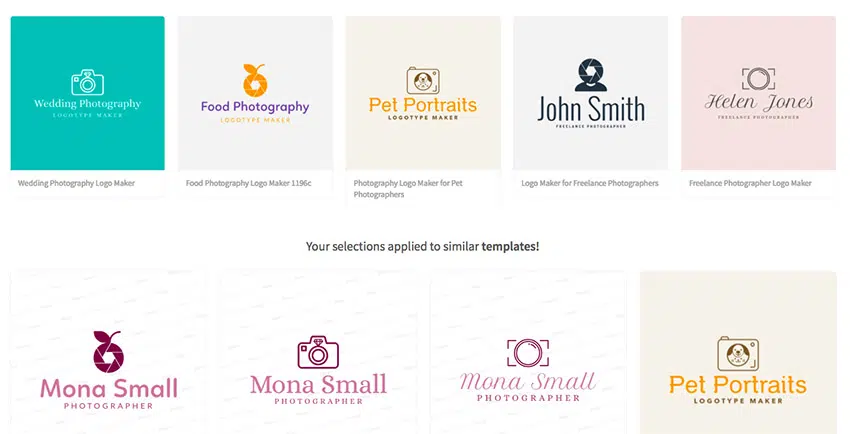 Wedding Photography
LOGOTYPE MAKER
Food Photography
LOGOTYPE MAKER
Pet Portraits
LOGOTYPE MAKER
John Smith
FREELANCE PHOTOGRAPHER
Helen Jones
FREELANCE PHOTOGRAPHER
Wedding Photography Logo Maker
Food Photography Logo Maker 1196c
Photography Logo Maker for Pet
Photographers
Logo Maker for Freelance Photographers
Freelance Photographer Logo Maker
Your selections applied to similar templates!
Mona Small
PHOTOGRAPHER
Mona Small
PHOTOGRAPHER
Mona Small
PHOTOGRAPHER
Pet Portraits
LOGOTYPE MAKER